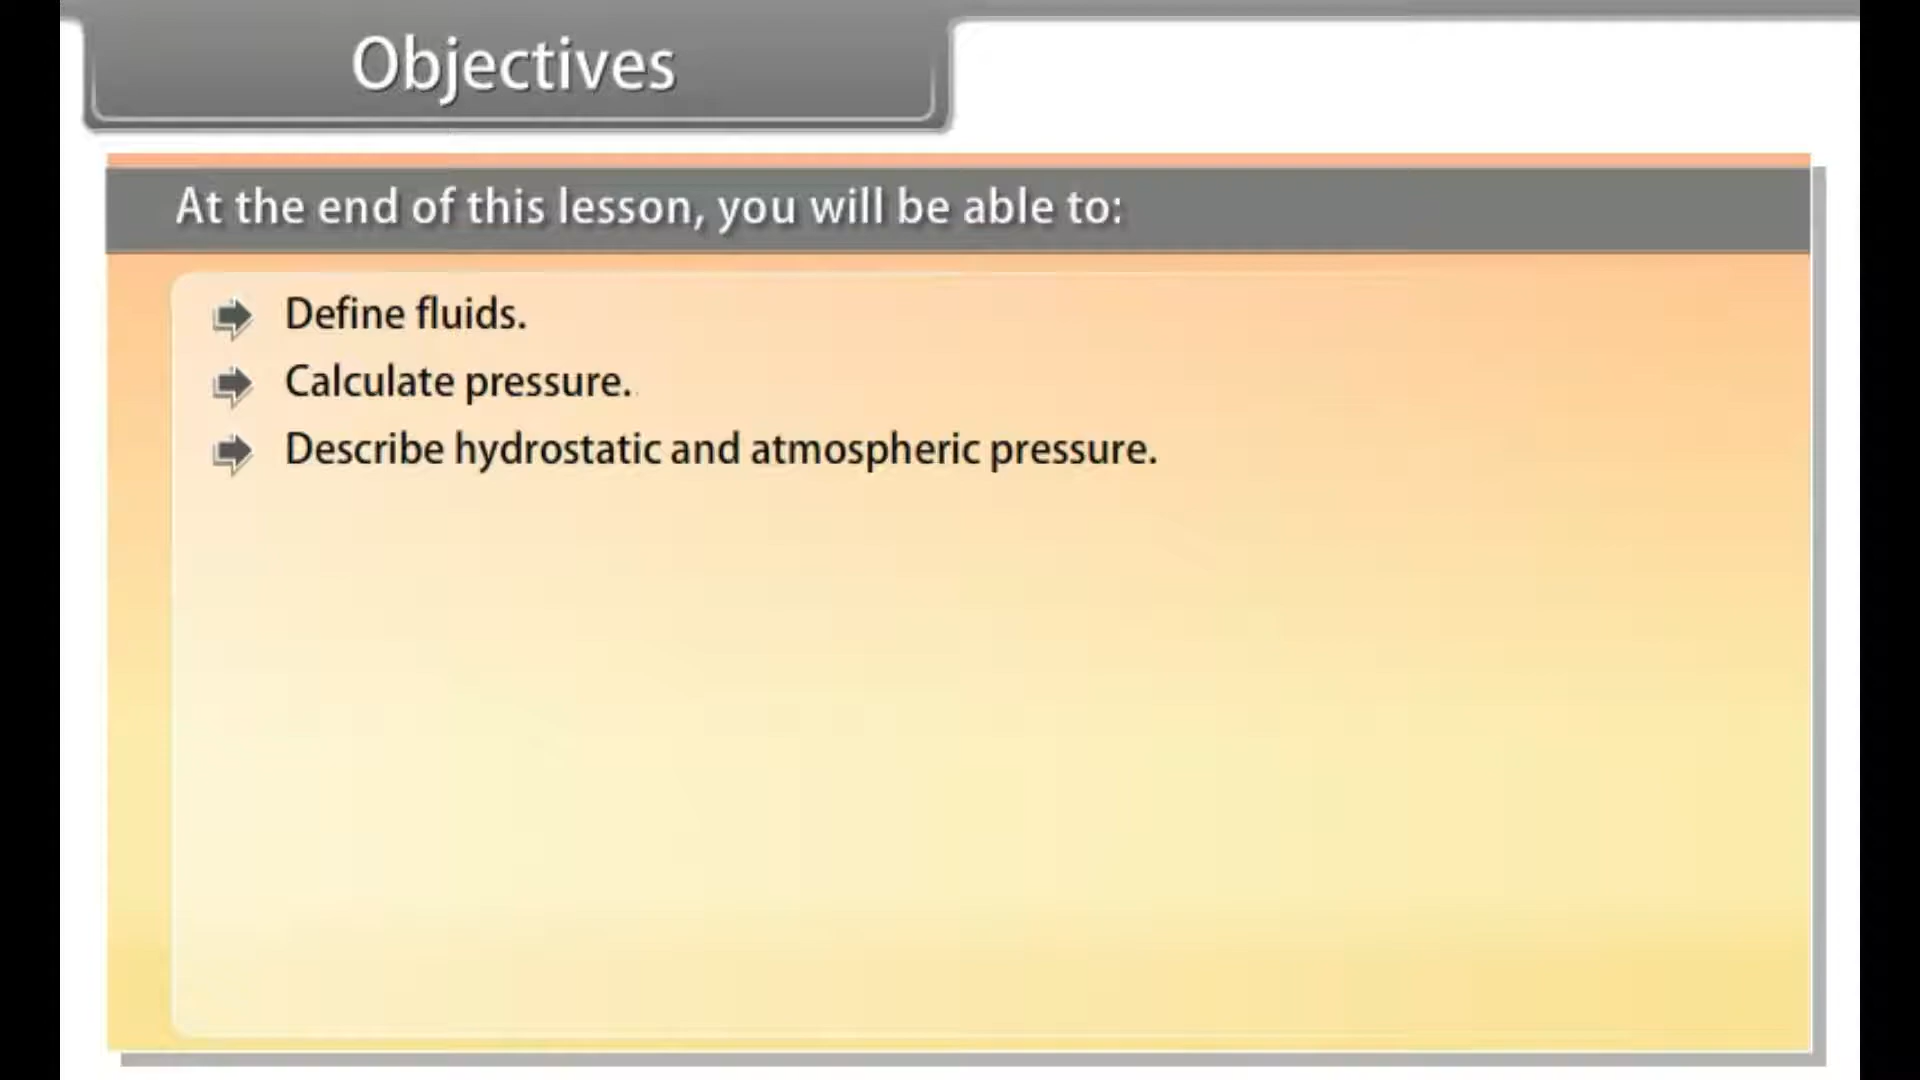 Objectives
At the end of this lesson, you will be able to:
Define fluids.
Calculate pressure.
Describe hydrostatic and atmospheric pressure.